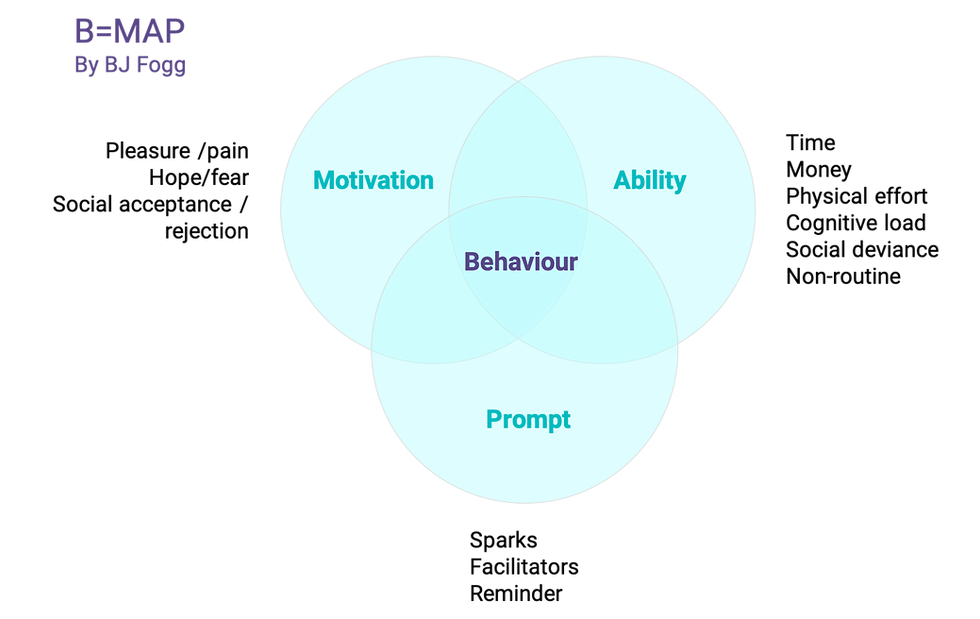 B=MAP
By BJ Fogg
Pleasure /pain
Hope/fear
Social acceptance /
rejection
Motivation
Ability
Time
Money
Physical effort
Cognitive load
Social deviance
Non-routine
Behaviour
Prompt
Sparks
Facilitators
Reminder